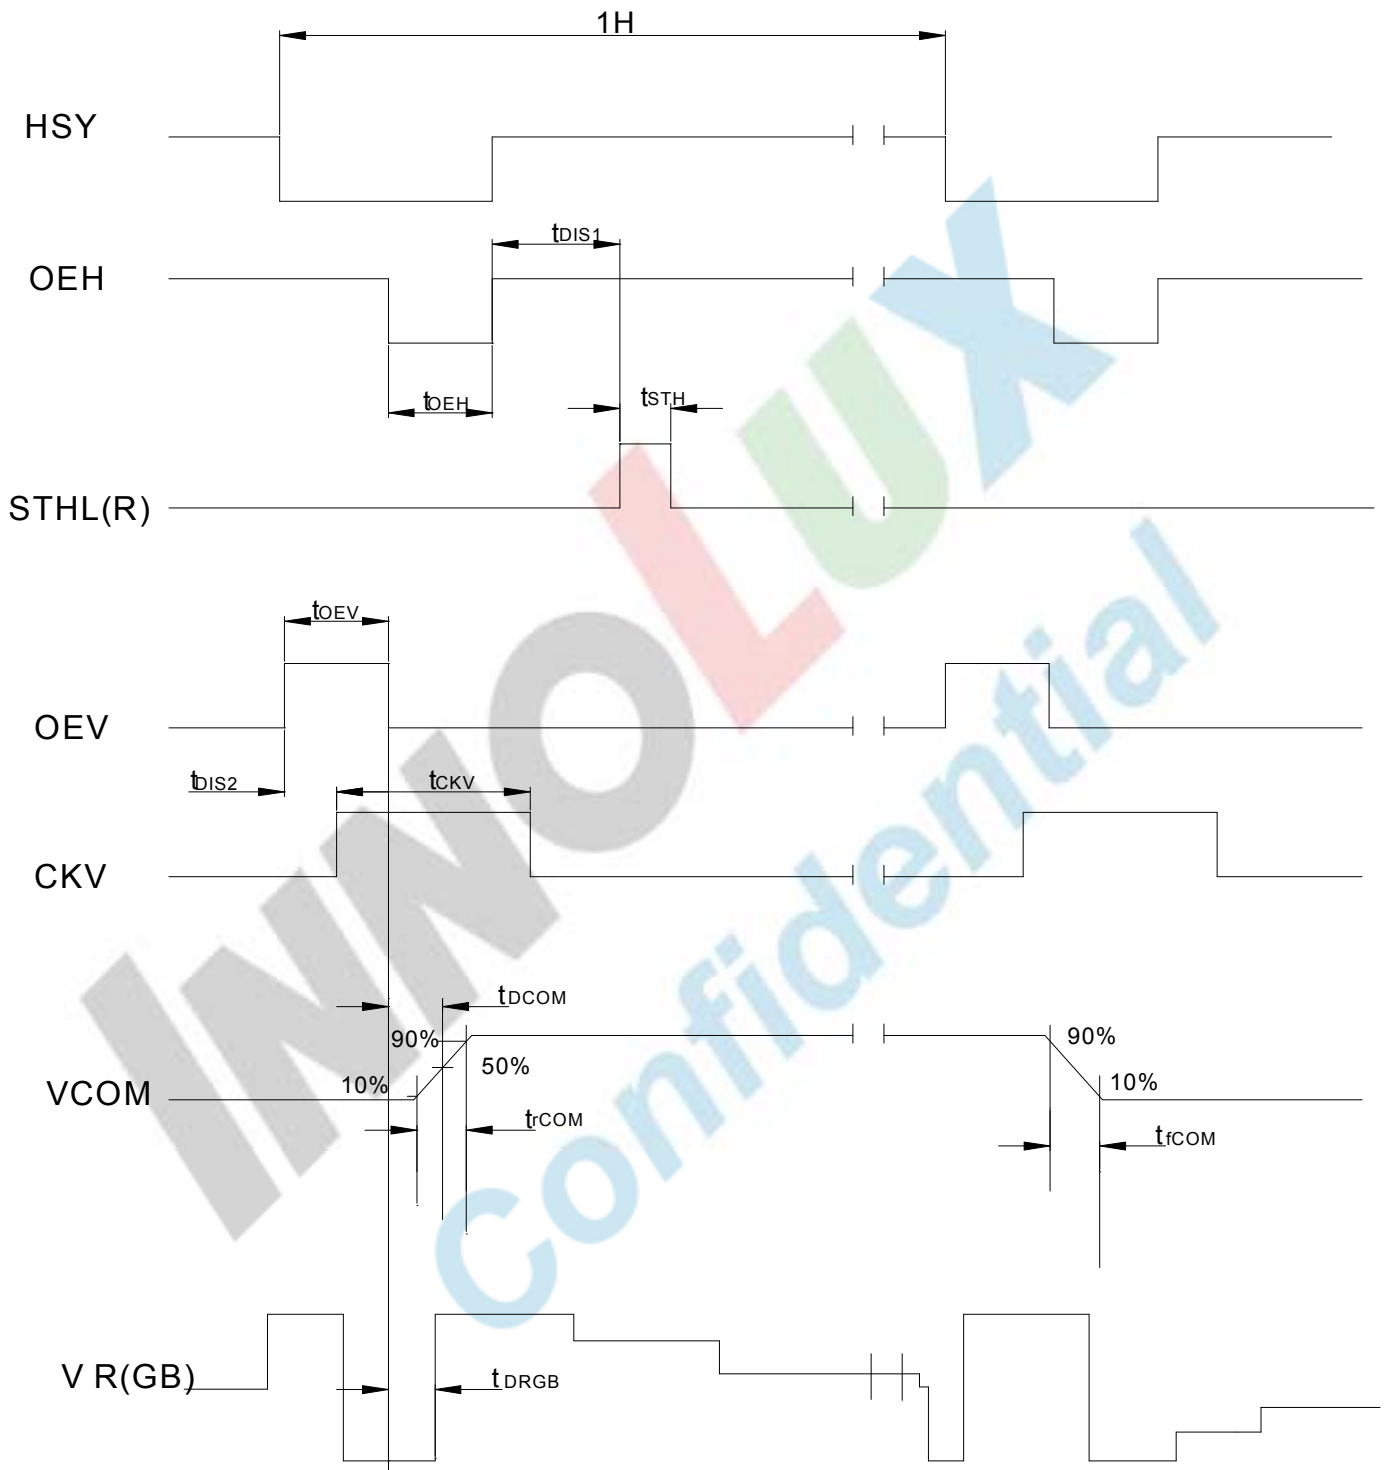 1H
HSY
tDIS1
OEH
tOEH
tSTH
STHL(R)
tOEV
OEV
tDIS2
tCKV
CKV
tDCOM
90%
90%
50%
10%
10%
VCOM
trCOM
tfCOM
V R(GB)
tDRGB
INNOLUX
Confidential